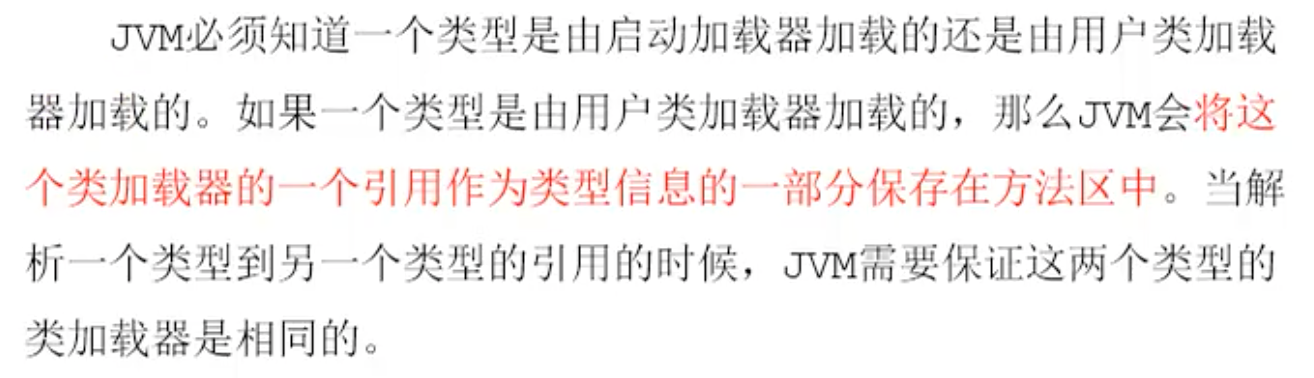 JVM必须知道一个类型是由启动加载器加载的还是由用户类加载
器加载的。如果一个类型是由用户类加载器加载的，那么JVM会将这
个类加载器的一个引用作为类型信息的一部分保存在方法区中。当解
析一个类型到另一个类型的引用的时候，JVM需要保证这两个类型的
类加载器是相同的。